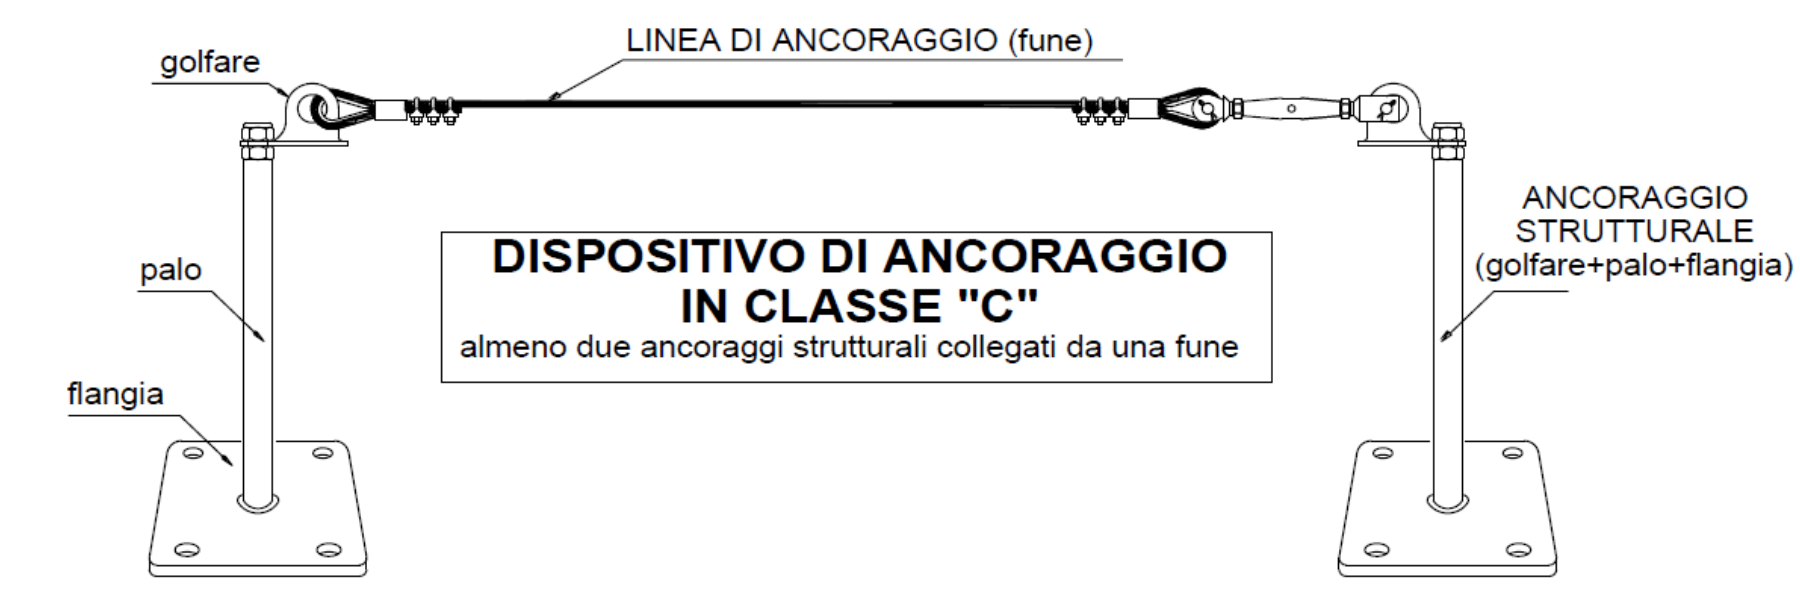 LINEA DI ANCORAGGIO (fune)
golfare
ANCORAGGIO
STRUTTURALE
(golfare+palo+flangia)
DISPOSITIVO DI ANCORAGGIO
IN CLASSE "C"
almeno due ancoraggi strutturali collegati da una fune
palo
flangia